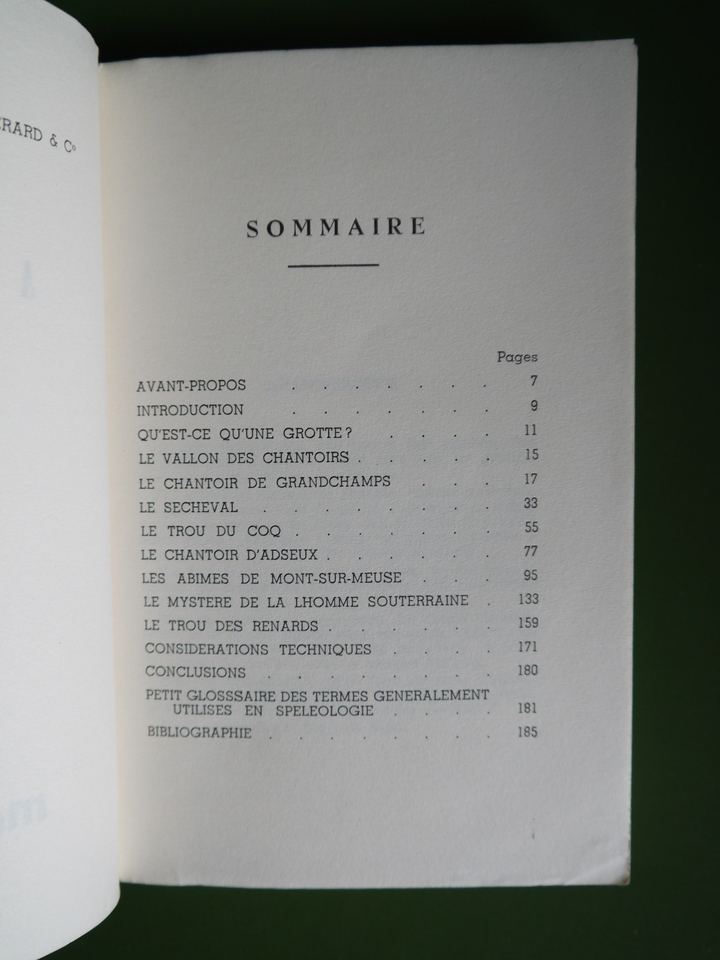 & Cº
SOMMAIRE
Pages
AVANT-PROPOS . . . . . . . 7
INTRODUCTION . . . . . . . 9
QU'EST-CE QU'UNE GROTTE? . . . . 11
LE VALLON DES CHANTOIRS . . . . . 15
LE CHANTOIR DE GRANDCHAMPS . . . 17
LE SECHEVAL . . . . . . . . 33
LE TROU DU COQ . . . . . . . 55
LE CHANTOIR D'ADSEUX . . . . . . 77
LES ABIMES DE MONT-SUR-MEUSE . . . 95
LE MYSTERE DE LA LHOMME SOUTERRAINE . 133
LE TROU DES RENARDS . . . . . . 159
CONSIDERATIONS TECHNIQUES . . . . 171
CONCLUSIONS . . . . . . . . 180
PETIT GLOSSSAIRE DES TERMES GENERALEMENT
UTILISES EN SPELEOLOGIE . . . . 181
BIBLIOGRAPHIE . . . . . . . . 185